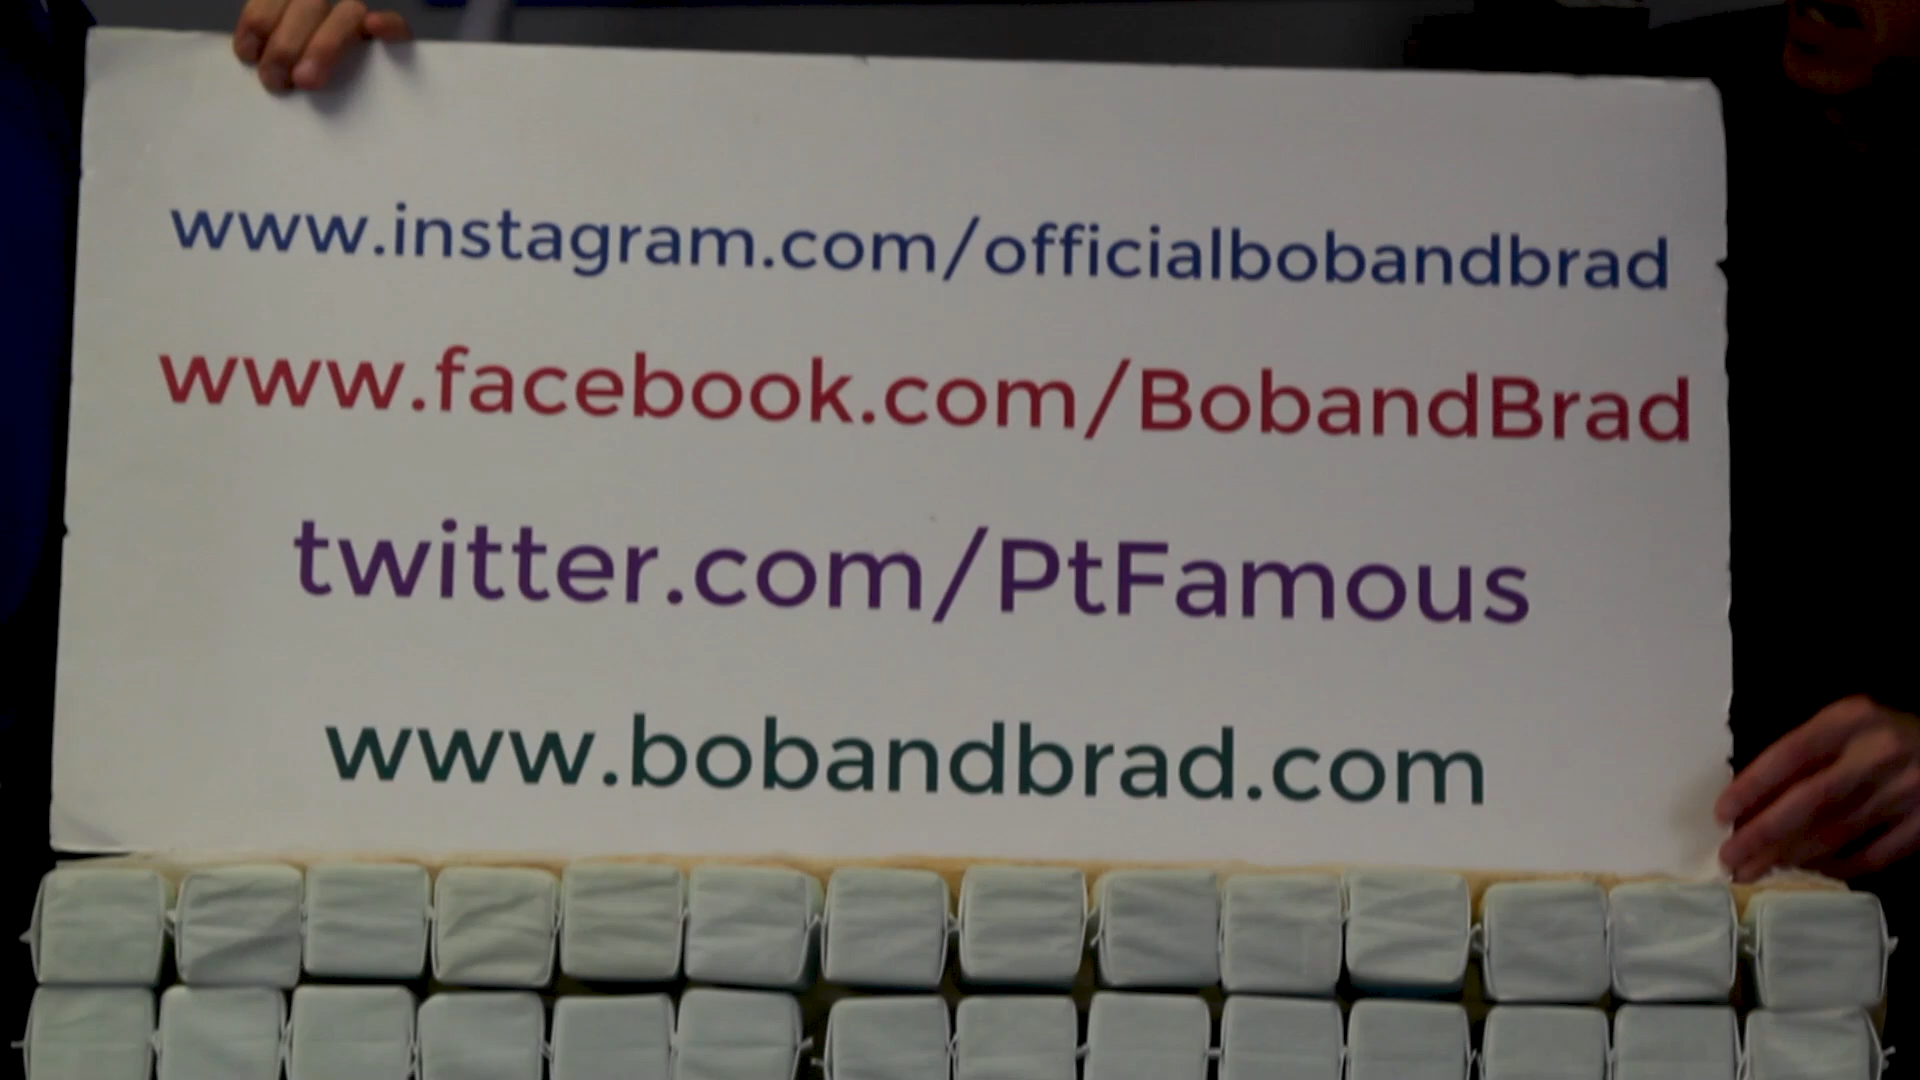 www.instagram.com/officialbobandbrad
www.facebook.com/BobandBrad
twitter.com/PtFamous
www.bobandbrad.com